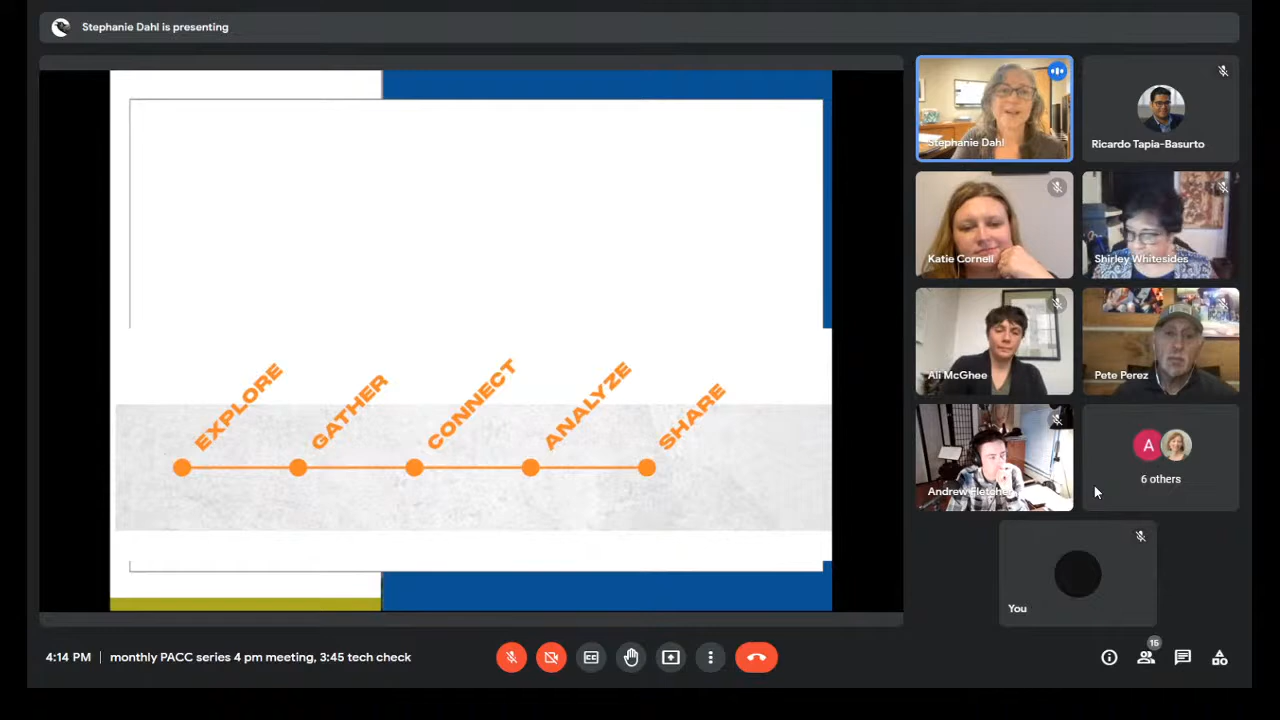 Stephanie Dahl is presenting
EXPLORE
GATHER
CONNECT
ANALYZE
SHARE
Stephanie Dahl
Ricardo Tapia-Basurto
Katie Cornell
Shirley Whitesides
Ali McGhee
Pete Perez
Andrew Fletcher
A
6 others
You
4:14 PM | monthly PACC series 4 pm meeting, 3:45 tech check
CC
15